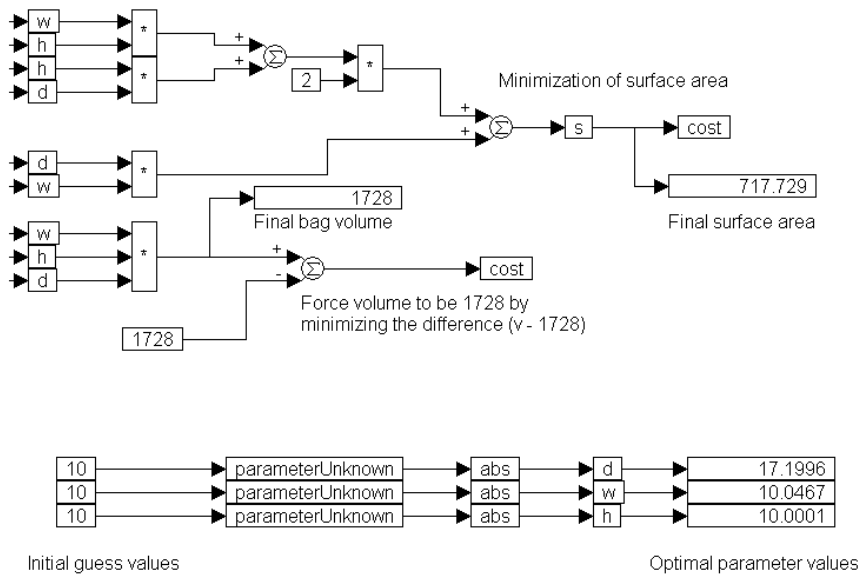 w
*
h
h
*
d
+
+
Σ
2
*
Minimization of surface area
+
+
Σ
s
cost
d
*
w
717.729
Final surface area
1728
Final bag volume
w
h
*
d
+
-
Σ
cost
Force volume to be 1728 by
minimizing the difference (v - 1728)
1728
10 parameterUnknown abs d 17.1996
10 parameterUnknown abs w 10.0467
10 parameterUnknown abs h 10.0001
Initial guess values
Optimal parameter values